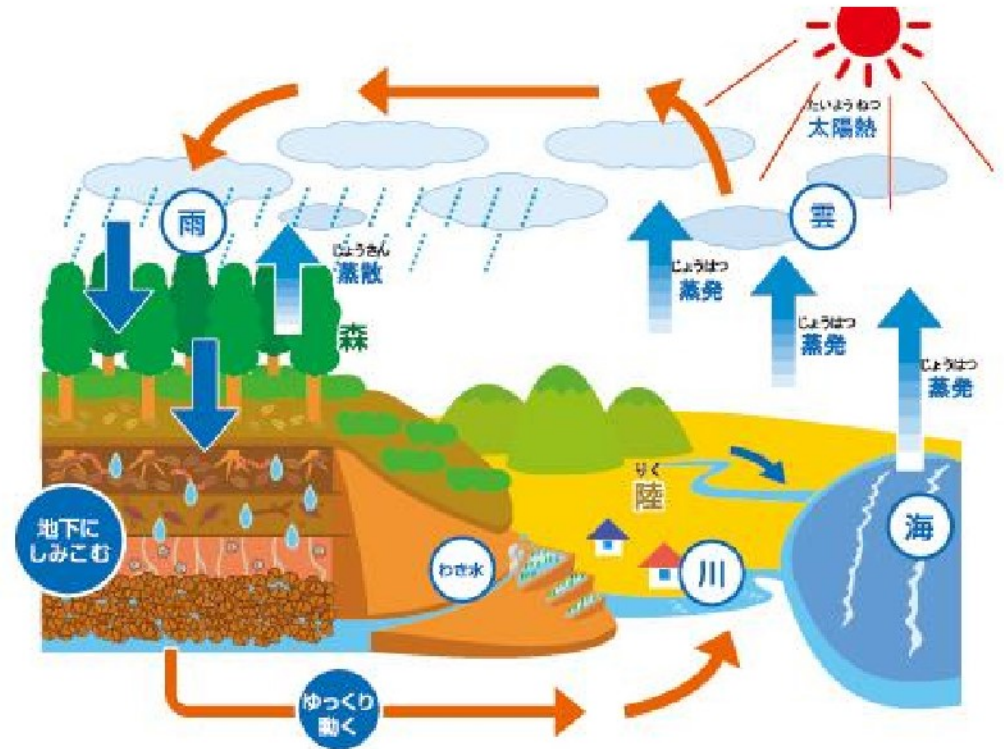 たいようねつ
太陽熱
雨
雲
じょうさん
蒸散
じょうはつ
蒸発
じょうはつ
蒸発
じょうはつ
蒸発
森
りく
陸
地下に
しみこむ
わき水
川
海
ゆっくり
動く